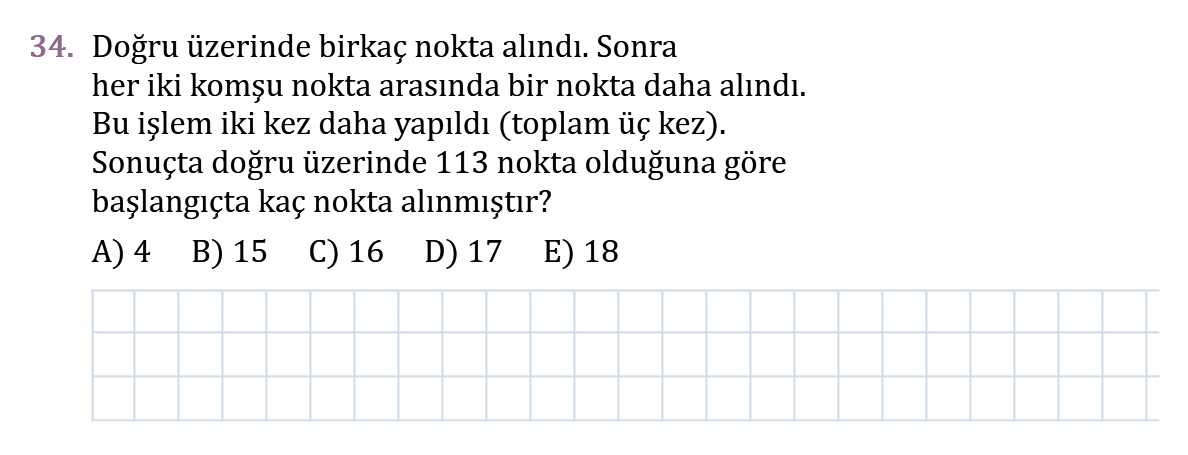 34. Doğru üzerinde birkaç nokta alındı. Sonra
her iki komşu nokta arasında bir nokta daha alındı.
Bu işlem iki kez daha yapıldı (toplam üç kez).
Sonuçta doğru üzerinde 113 nokta olduğuna göre
başlangıçta kaç nokta alınmıştır?
A) 4 B) 15 C) 16 D) 17 E) 18